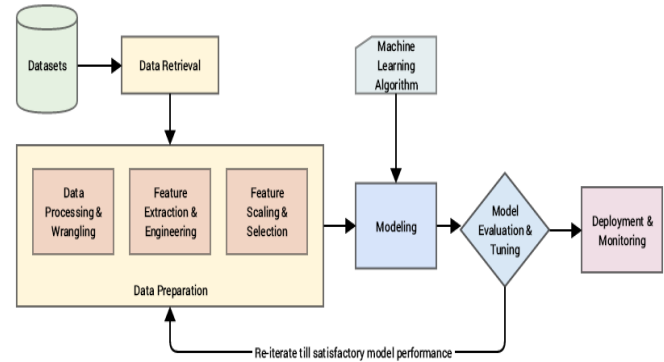 Datasets
Data Retrieval
Machine
Learning
Algorithm
Data
Processing &
Wrangling
Feature
Extraction &
Engineering
Feature
Scaling &
Selection
Data Preparation
Modeling
Model
Evaluation &
Tuning
Deployment &
Monitoring
Re-iterate till satisfactory model performance